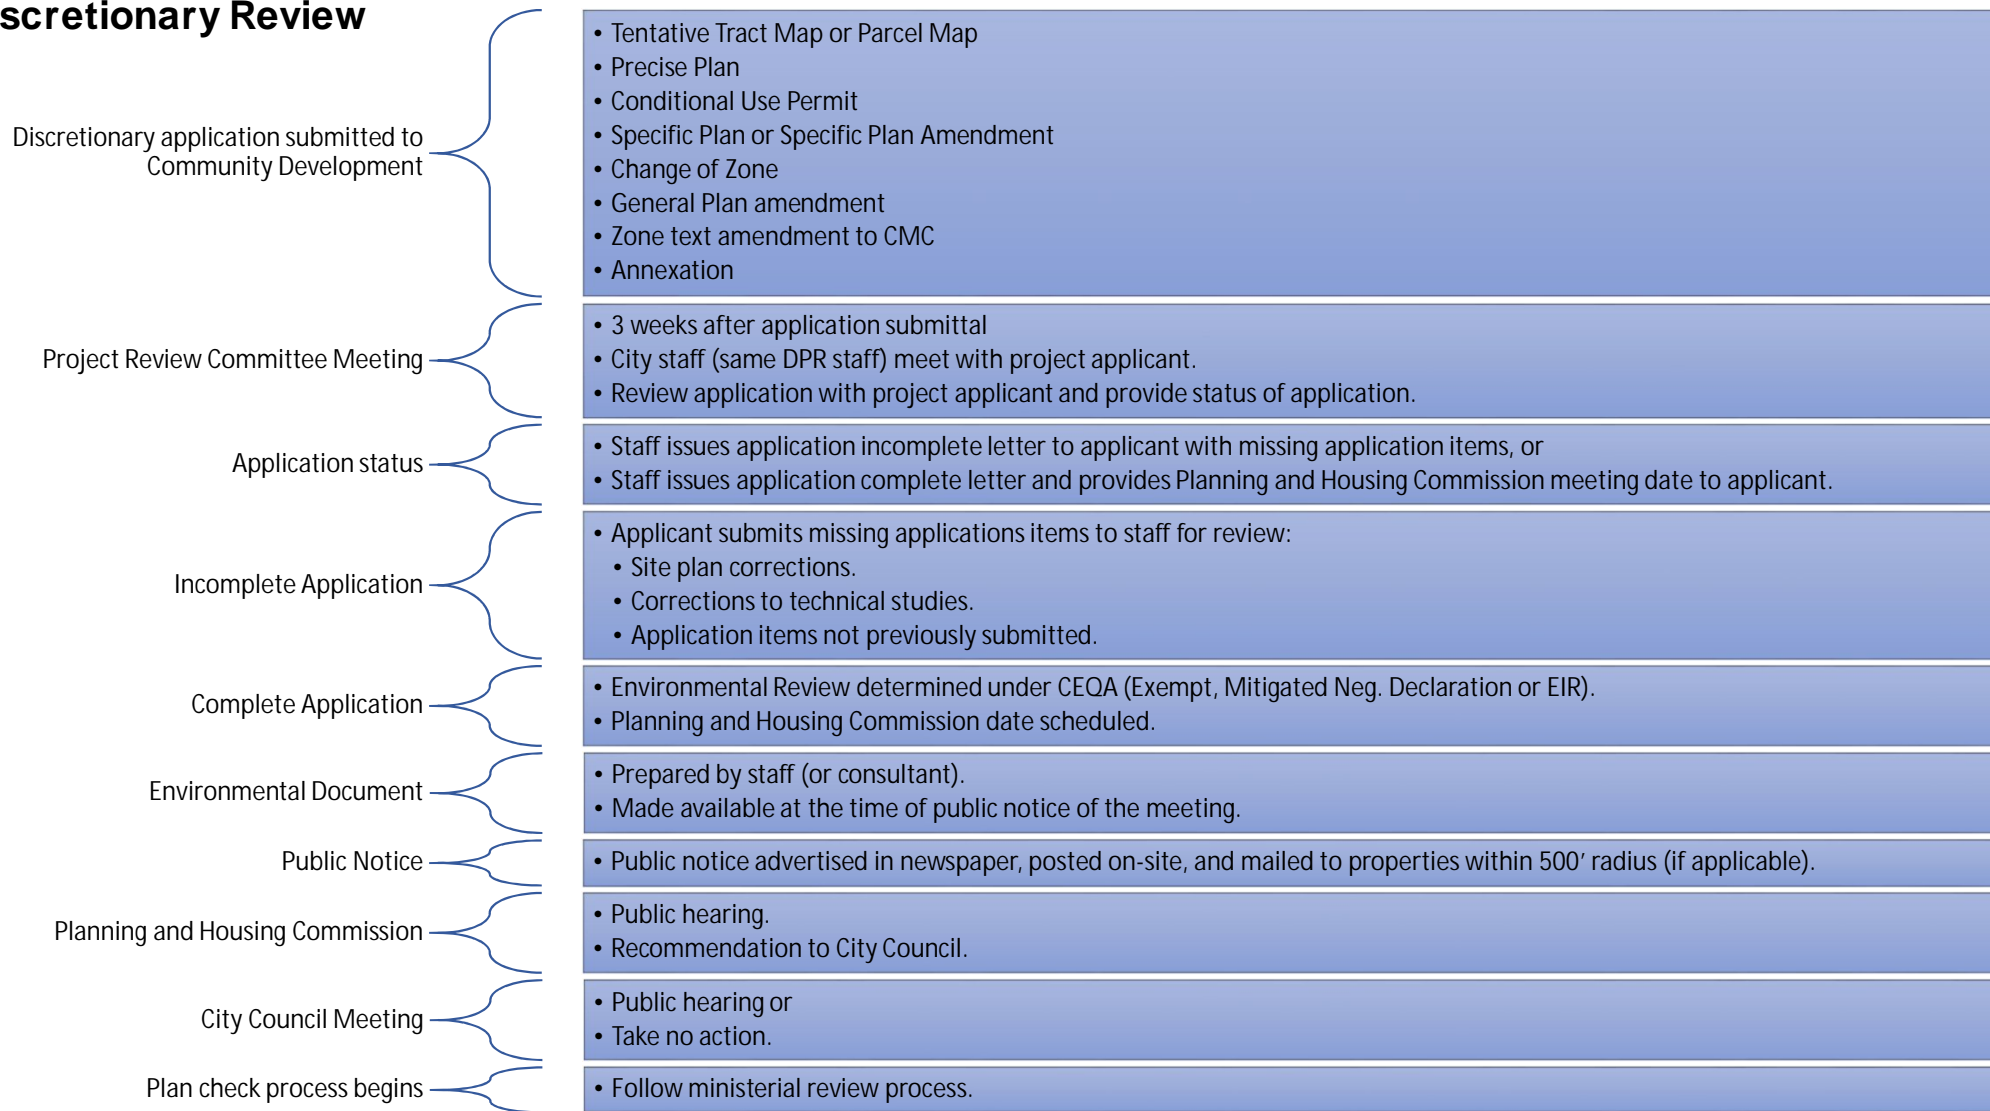 scretionary Review
Discretionary application submitted to
Community Development
• Tentative Tract Map or Parcel Map
• Precise Plan
• Conditional Use Permit
• Specific Plan or Specific Plan Amendment
• Change of Zone
• General Plan amendment
• Zone text amendment to CMC
• Annexation
Project Review Committee Meeting
• 3 weeks after application submittal
• City staff (same DPR staff) meet with project applicant.
• Review application with project applicant and provide status of application.
Application status
• Staff issues application incomplete letter to applicant with missing application items, or
• Staff issues application complete letter and provides Planning and Housing Commission meeting date to applicant.
Incomplete Application
• Applicant submits missing applications items to staff for review:
• Site plan corrections.
• Corrections to technical studies.
• Application items not previously submitted.
Complete Application
• Environmental Review determined under CEQA (Exempt, Mitigated Neg. Declaration or EIR).
• Planning and Housing Commission date scheduled.
Environmental Document
• Prepared by staff (or consultant).
• Made available at the time of public notice of the meeting.
Public Notice
• Public notice advertised in newspaper, posted on-site, and mailed to properties within 500’ radius (if applicable).
Planning and Housing Commission
• Public hearing.
• Recommendation to City Council.
City Council Meeting
• Public hearing or
• Take no action.
Plan check process begins
• Follow ministerial review process.